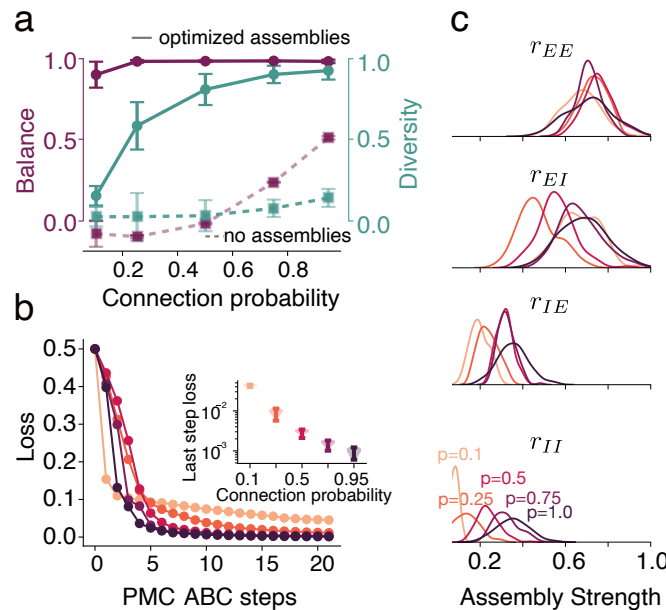 a
optimized assemblies
1.0
0.5
0.0
Balance
1.0
0.5
0.0
Diversity
no assemblies
0.2
0.4
0.6
0.8
Connection probability
b
0.5
0.4
0.3
0.2
0.1
0.0
Loss
0
5
10
15
20
PMC ABC steps
Last step loss
10⁻²
10⁻³
0.1
0.5
0.95
Connection probability
c
r_EE
r_EI
r_IE
r_II
p=0.1
p=0.5
p=0.25
p=0.75
p=1.0
0.2
0.6
1.0
Assembly Strength